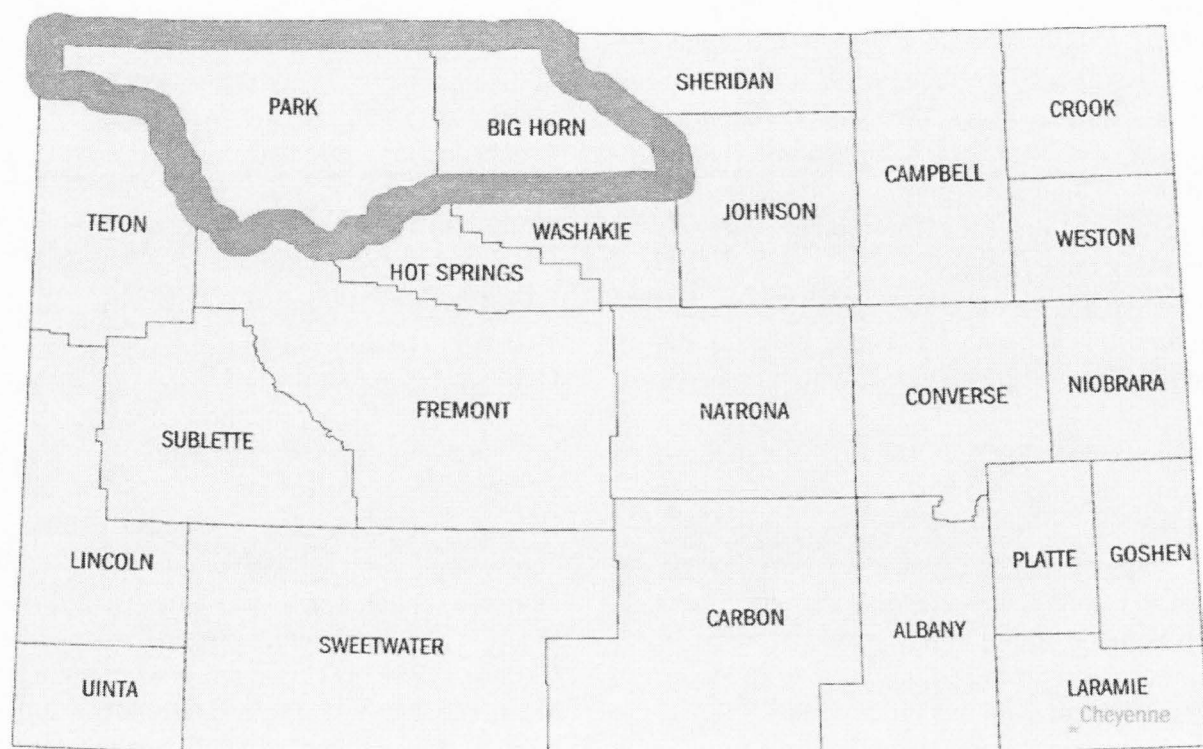 SHERIDAN
PARK
CROOK
BIG HORN
CAMPBELL
TETON
JOHNSON
WASHAKIE
WESTON
HOT SPRINGS
FREMONT
NATRONA
CONVERSE
NIOBRARA
SUBLETTE
LINCOLN
PLATTE
GOSHEN
SWEETWATER
CARBON
ALBANY
UINTA
LARAMIE
Cheyenne